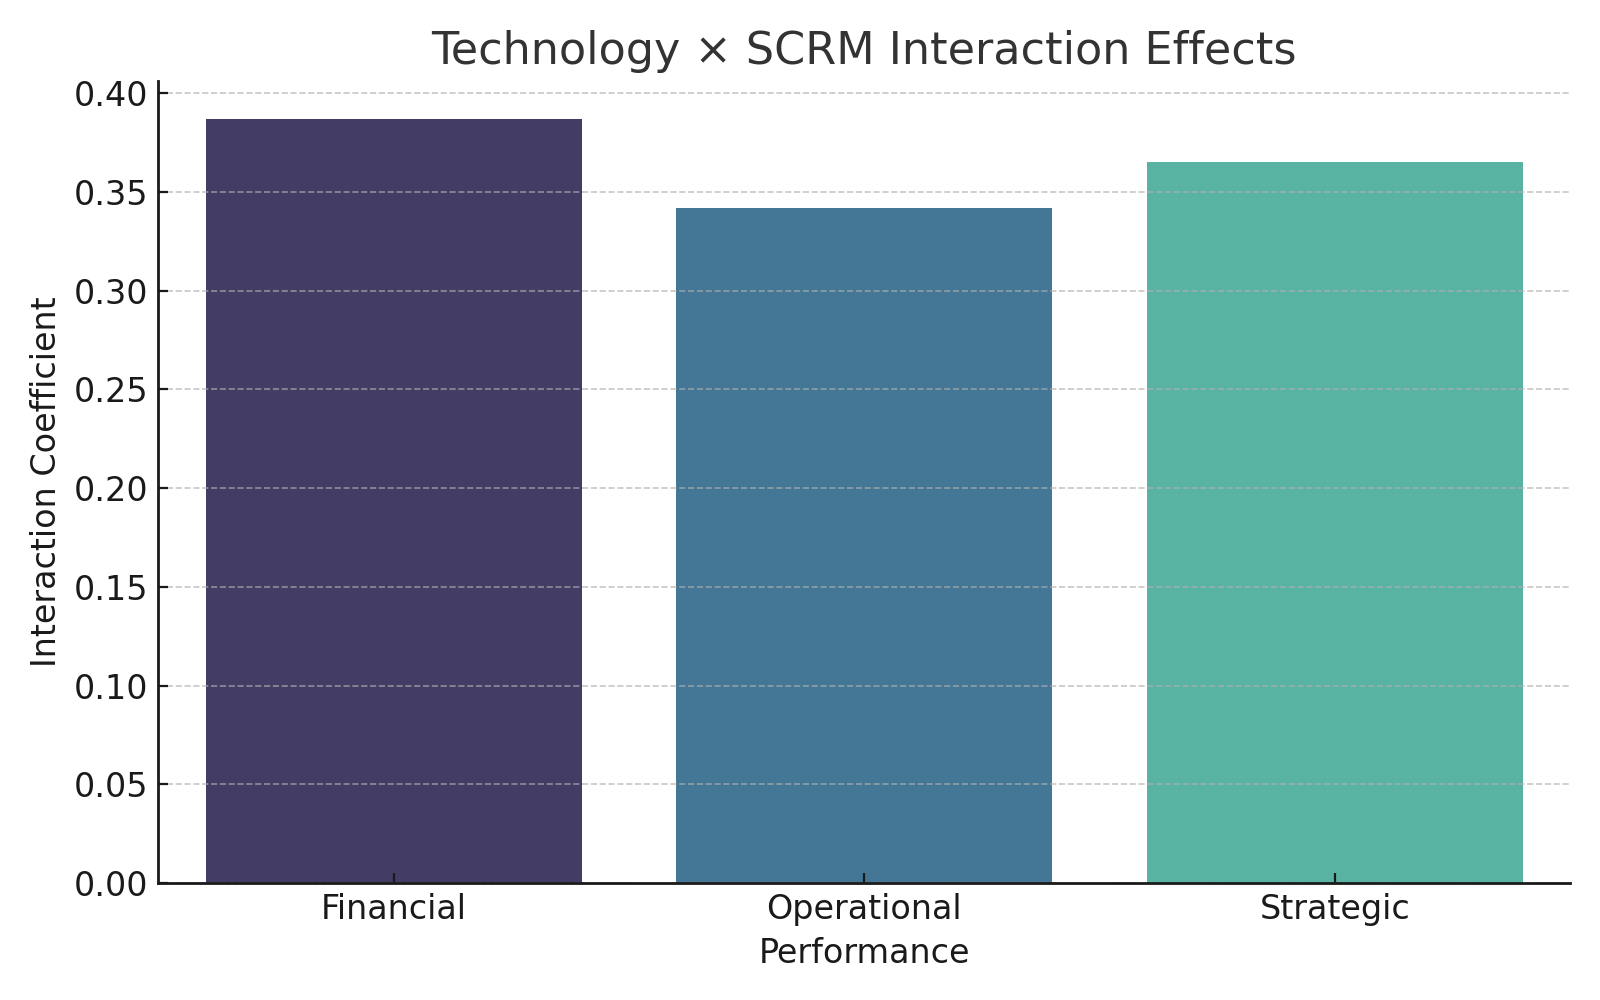 Technology × SCRM Interaction Effects
Interaction Coefficient
0.40
0.35
0.30
0.25
0.20
0.15
0.10
0.05
0.00
Financial
Operational
Strategic
Performance